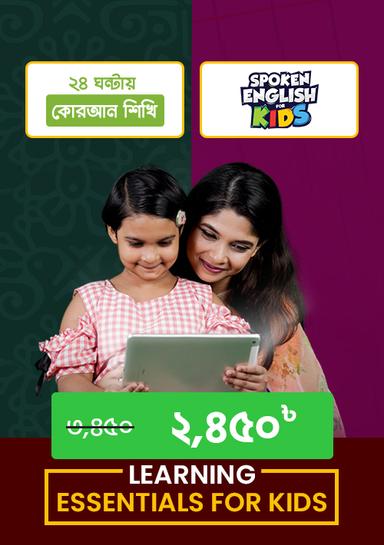 ২৪ ঘন্টায়
কোরআন শিখি
SPOKEN
ENGLISH
FOR
KIDS
৩,৪৫০
২,৪৫০৳
LEARNING
ESSENTIALS FOR KIDS